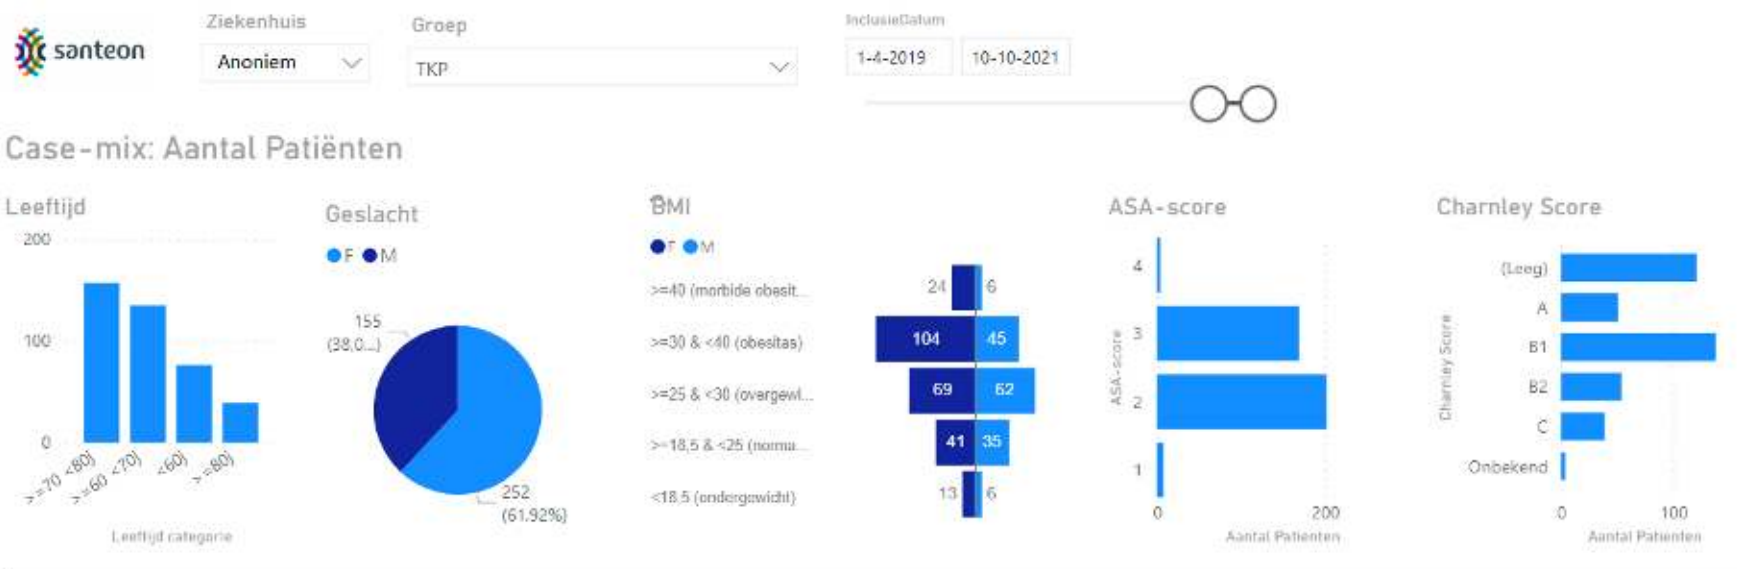 santeon
Ziekenhuis
Anoniem
Groep
TKP
InclusieDatum
1-4-2019
10-10-2021
Case-mix: Aantal Patiënten
Leeftijd
200
100
0
>=70 <80j
>=60 <70j
<60j
>=80j
Leeftijd categorie
Geslacht
F M
155
(38,0...)
252
(61.92%)
BMI
F M
>=40 (morbide obesit...
24 6
>=30 & <40 (obesitas)
104 45
>=25 & <30 (overgewi...
69 62
>=18,5 & <25 (norma...
41 35
<18.5 (ondergewicht)
13 6
ASA-score
ASA-score
4
3
2
1
0 200
Aantal Patienten
Charnley Score
Charnley Score
(Leeg)
A
B1
B2
C
Onbekend
0 100
Aantal Patienten